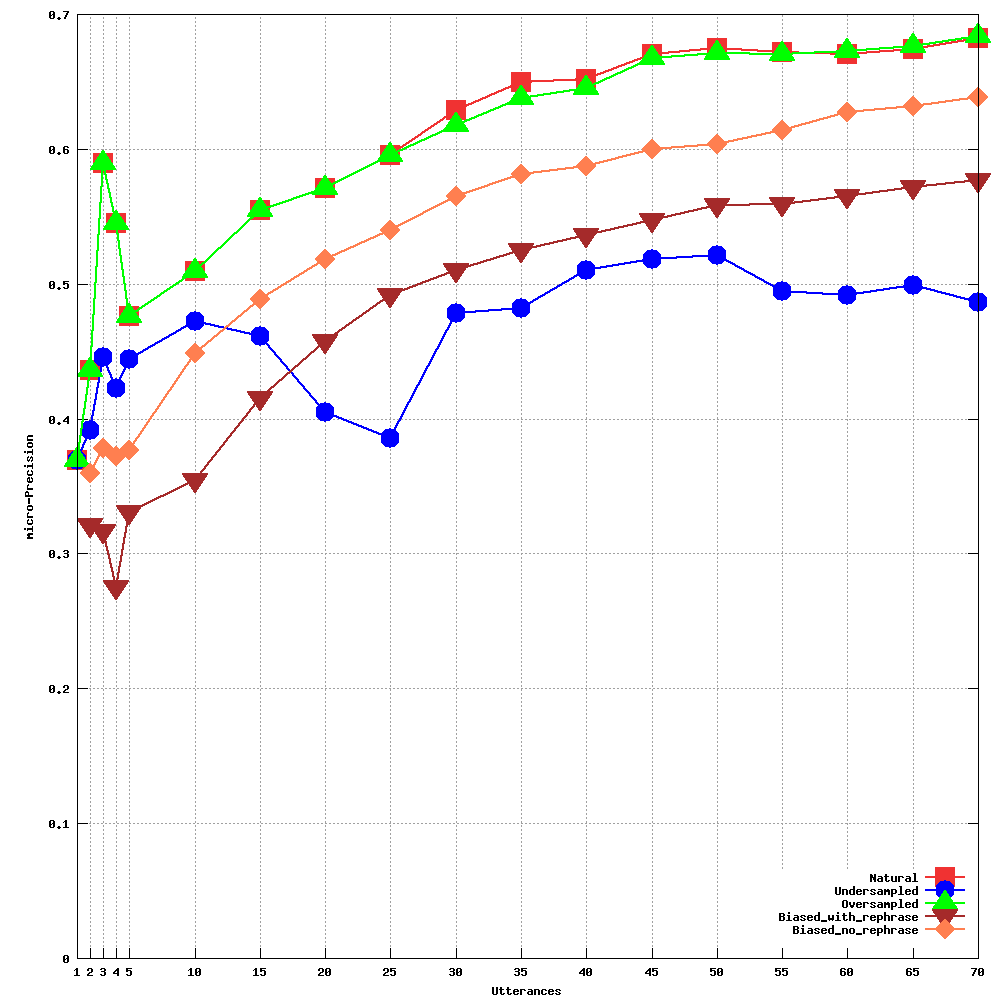 0.7
0.6
0.5
0.4
0.3
0.2
0.1
0
micro-Precision
1 2 3 4 5 10 15 20 25 30 35 40 45 50 55 60 65 70
Utterances
Natural
Undersampled
Oversampled
Biased_with_rephrase
Biased_no_rephrase